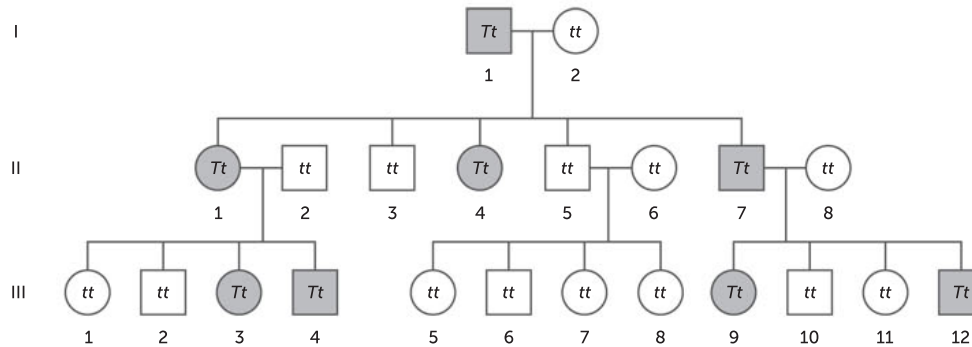 I Tt tt
1 2
II Tt tt tt Tt tt tt Tt tt
1 2 3 4 5 6 7 8
III tt tt Tt Tt tt tt tt tt Tt tt tt Tt
1 2 3 4 5 6 7 8 9 10 11 12